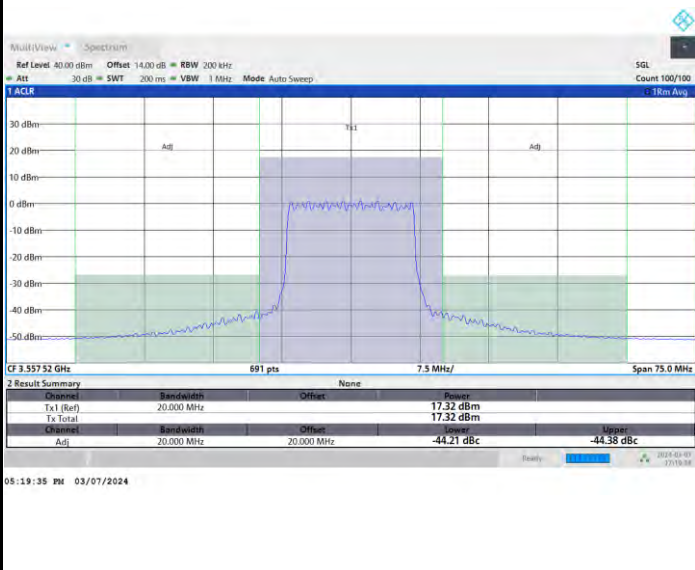 MultiView Spectrum
Ref Level 40.00 dBm Offset 14.00 dB RBW 200 kHz SGL
Att 30 dB SWT 200 ms VBW 1 MHz Mode Auto Sweep Count 100/100
1 ACLR 1Rm Avg
30 dBm
Tx1
Adj Adj
20 dBm
10 dBm
0 dBm
-10 dBm
-20 dBm
-30 dBm
-40 dBm
-50 dBm
CF 3.557 52 GHz 691 pts 7.5 MHz/ Span 75.0 MHz
2 Result Summary None
Channel Bandwidth Offset Power
Tx1 (Ref) 20.000 MHz 17.32 dBm
Tx Total 17.32 dBm
Channel Bandwidth Offset Lower Upper
Adj 20.000 MHz 20.000 MHz -44.21 dBc -44.38 dBc
Ready 2024-03-07
05:19:35 PM 03/07/2024